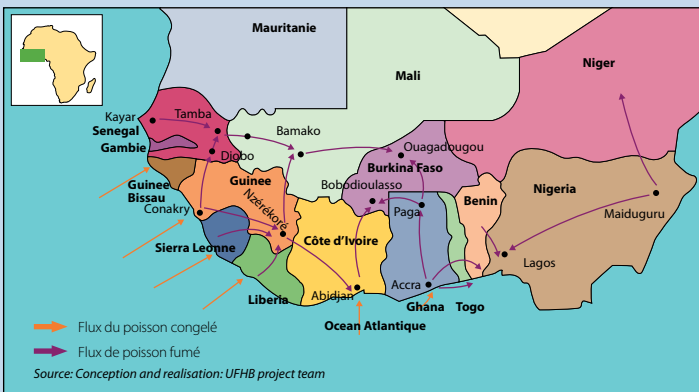 Mauritanie
Niger
Mali
Kayar
Tamba
Senegal
Bamako
Gambie
Ouagadougou
Diobo
Burkina Faso
Guinee
Bissau
Guinee
Bobodioulasso
Nigeria
Nzérékoré
Benin
Conakry
Paga
Maiduguru
Côte d'Ivoire
Sierra Leonne
Lagos
Accra
Liberia
Abidjan
Ghana
Togo
Ocean Atlantique
Flux du poisson congelé
Flux de poisson fumé
Source: Conception and realisation: UFHB project team